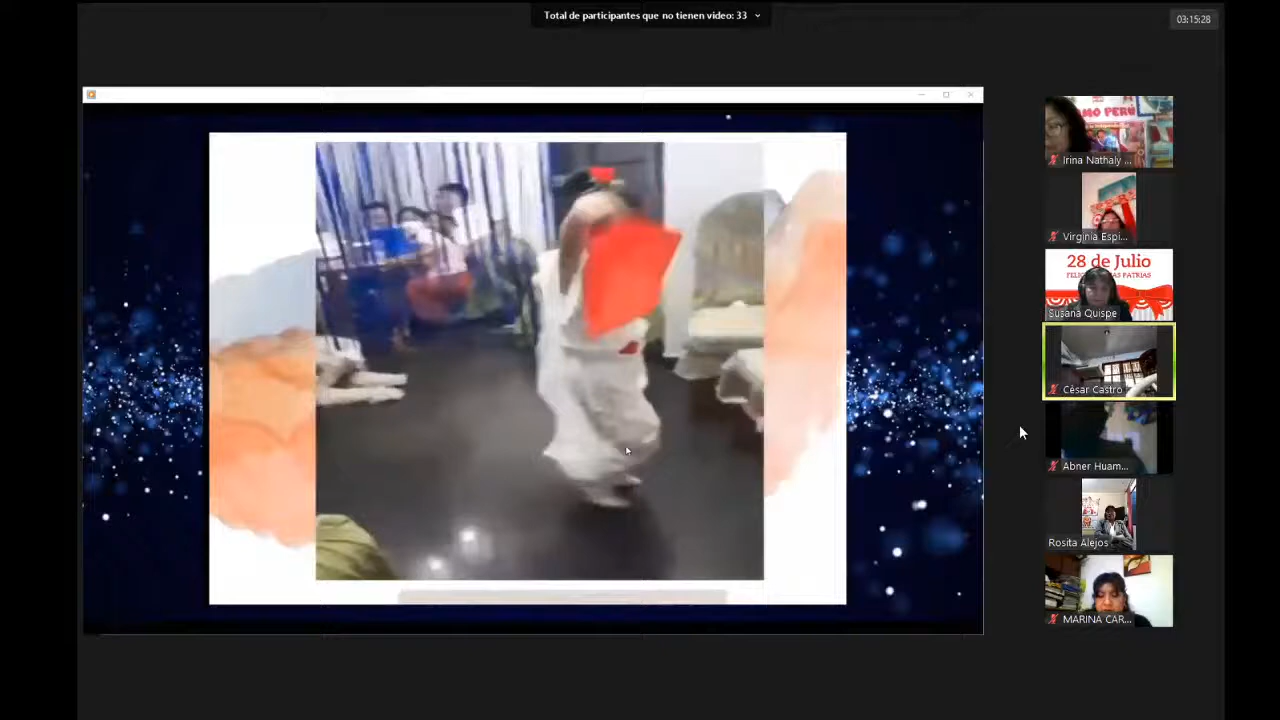 Total de participantes que no tienen video: 33
03:15:28
AMO PERÚ
Irina Nathaly ...
Virginia Espi...
28 de Julio
Susana Quispe
César Castro
Abner Huam...
Rosita Alejos
MARINA CAR...